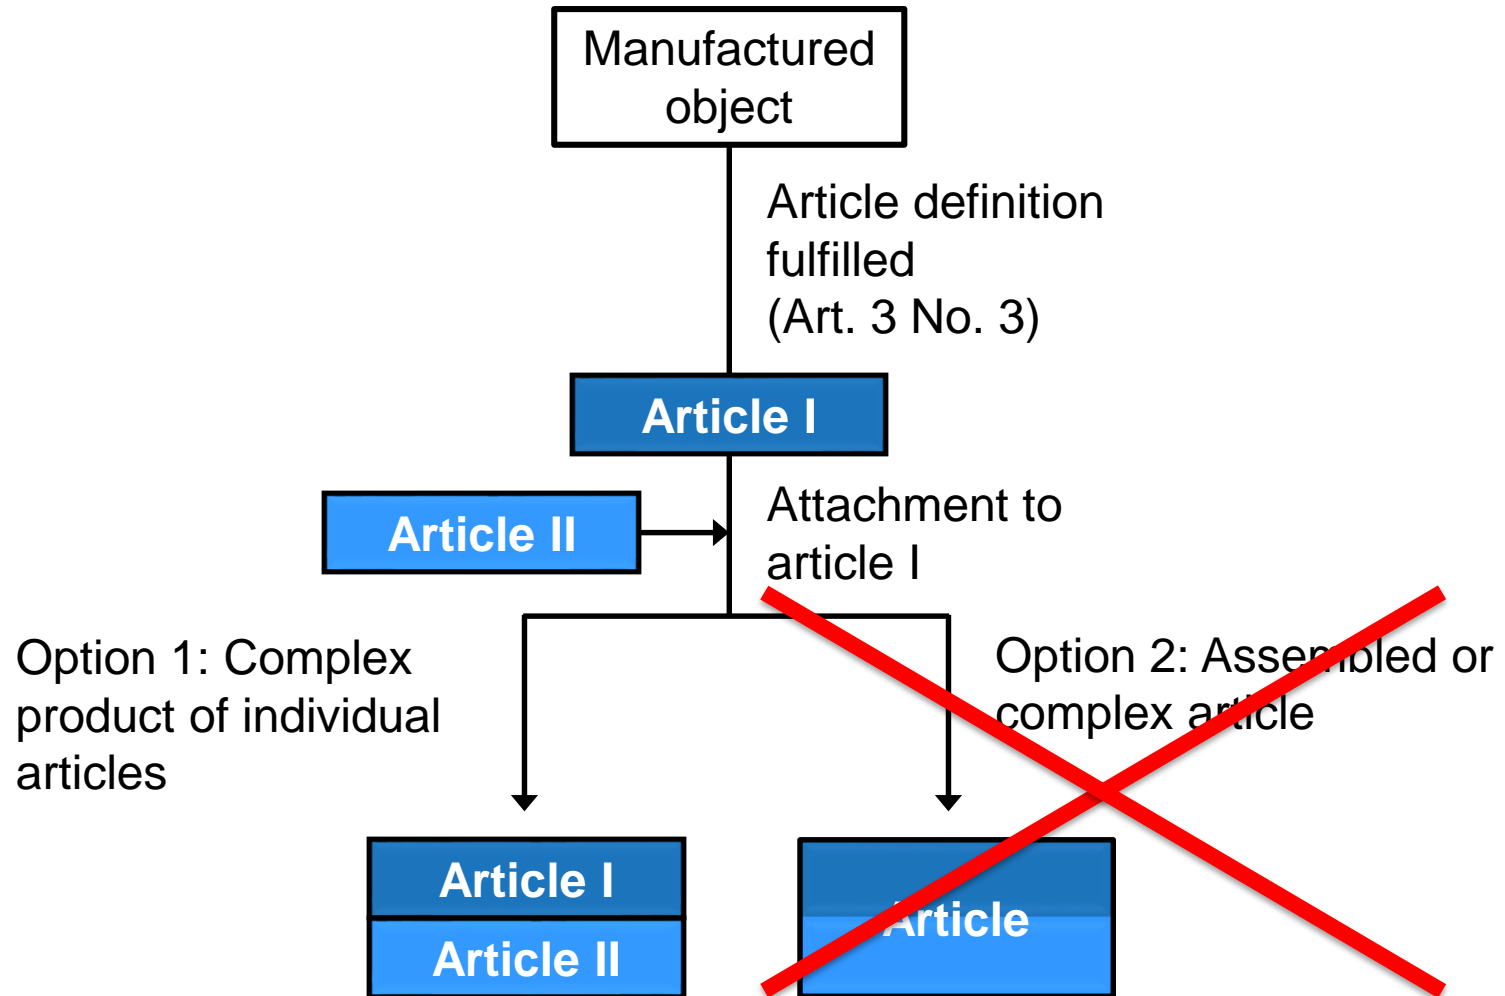 Manufactured
object
Article definition
fulfilled
(Art. 3 No. 3)
Article I
Article II
Attachment to
article I
Option 1: Complex
product of individual
articles
Option 2: Assembled or
complex article
Article I
Article II
Article